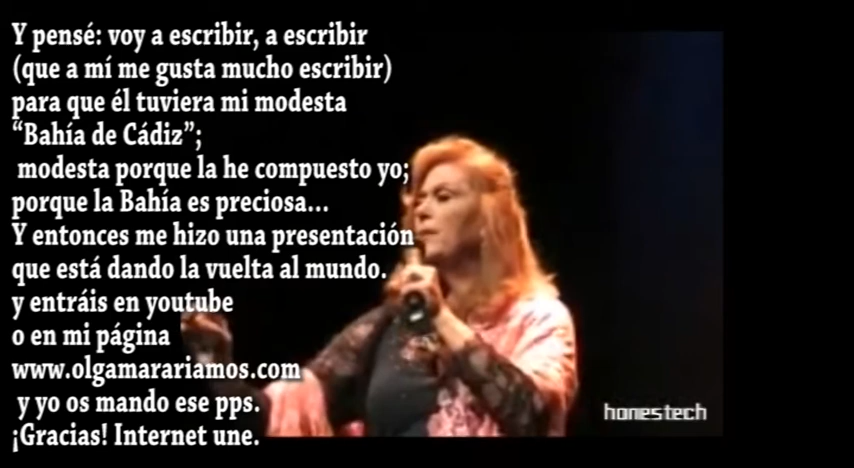 Y pensé: voy a escribir, a escribir
(que a mí me gusta mucho escribir)
para que él tuviera mi modesta
“Bahía de Cádiz”;
modesta porque la he compuesto yo;
porque la Bahía es preciosa...
Y entonces me hizo una presentación
que está dando la vuelta al mundo.
y entráis en youtube
o en mi página
www.olgamarariamos.com
y yo os mando ese pps.
¡Gracias! Internet une.
honestech